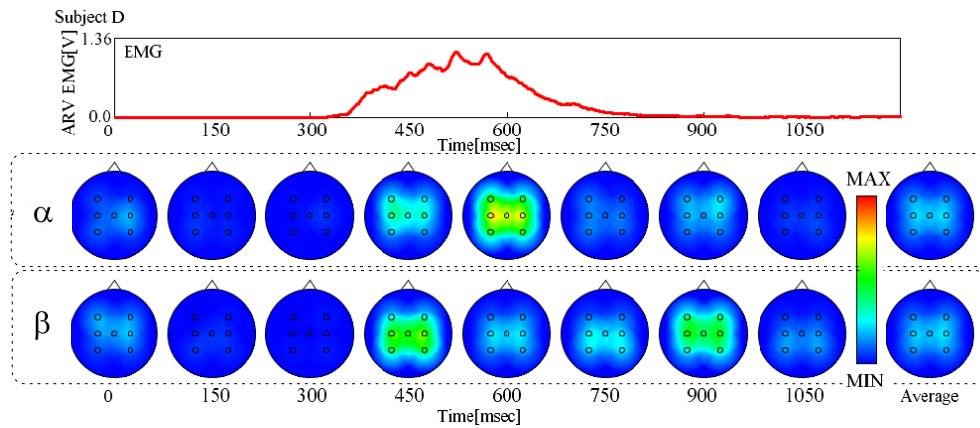 Subject D
1.36
EMG
ARV EMG[V]
0.0
0 150 300 450 600 750 900 1050
Time[msec]
MAX
α
β
MIN
0 150 300 450 600 750 900 1050 Average
Time[msec]